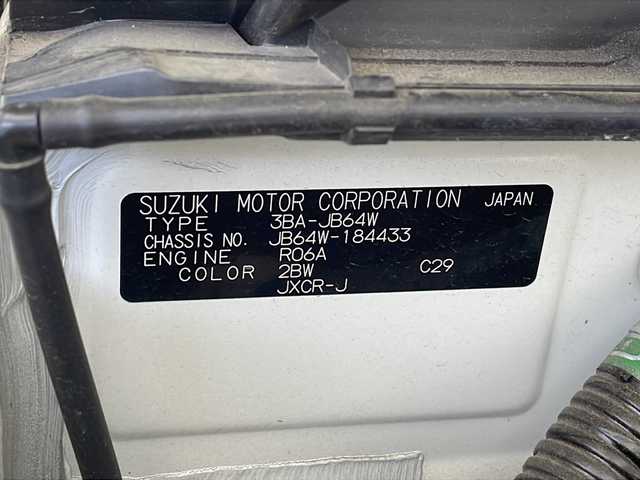 SUZUKI MOTOR CORPORATION JAPAN
TYPE 3BA-JB64W
CHASSIS NO. JB64W-184433
ENGINE R06A
COLOR 2BW C29
JXCR-J